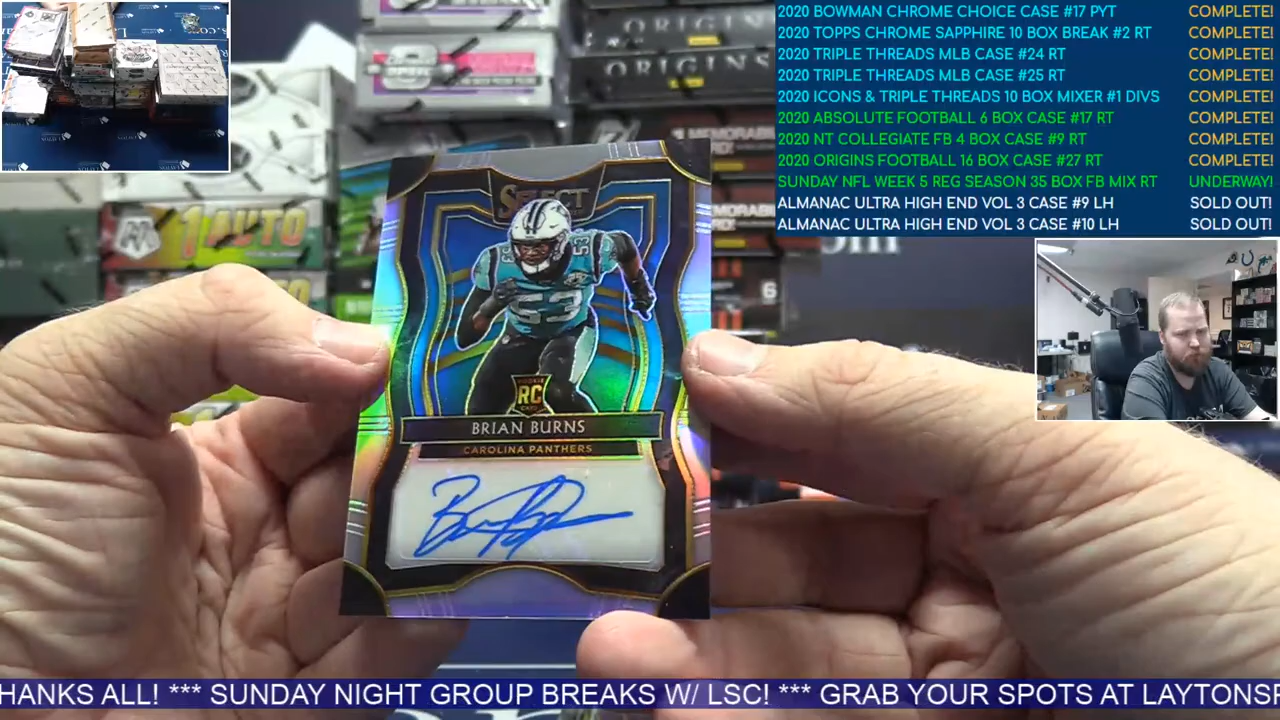 2020 BOWMAN CHROME CHOICE CASE #17 PYT COMPLETE!
2020 TOPPS CHROME SAPPHIRE 10 BOX BREAK #2 RT COMPLETE!
2020 TRIPLE THREADS MLB CASE #24 RT COMPLETE!
2020 TRIPLE THREADS MLB CASE #25 RT COMPLETE!
2020 ICONS & TRIPLE THREADS 10 BOX MIXER #1 DIVS COMPLETE!
2020 ABSOLUTE FOOTBALL 6 BOX CASE #17 RT COMPLETE!
2020 NT COLLEGIATE FB 4 BOX CASE #9 RT COMPLETE!
2020 ORIGINS FOOTBALL 16 BOX CASE #27 RT COMPLETE!
SUNDAY NFL WEEK 5 REG SEASON 35 BOX FB MIX RT UNDERWAY!
ALMANAC ULTRA HIGH END VOL 3 CASE #9 LH SOLD OUT!
ALMANAC ULTRA HIGH END VOL 3 CASE #10 LH SOLD OUT!
ORIGINS
ORIGINS
1 MEMORABI
1 AUTO
SELECT
53
53
ROOKIE
RC
CARD
BRIAN BURNS
CAROLINA PANTHERS
HANKS ALL! *** SUNDAY NIGHT GROUP BREAKS W/ LSC! *** GRAB YOUR SPOTS AT LAYTONSP